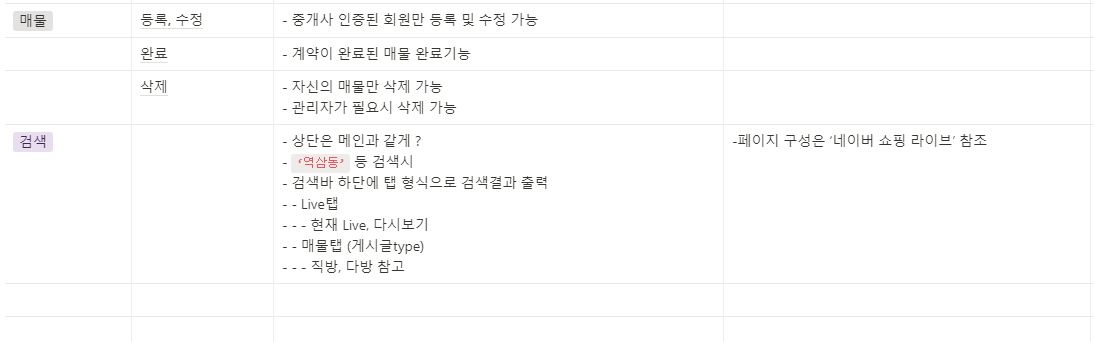 매물
등록, 수정
- 중개사 인증된 회원만 등록 및 수정 가능
완료
- 계약이 완료된 매물 완료기능
삭제
- 자신의 매물만 삭제 가능
- 관리자가 필요시 삭제 가능
검색
- 상단은 메인과 같게 ?
- ‘역삼동’ 등 검색시
- 검색바 하단에 탭 형식으로 검색결과 출력
- - Live탭
- - - 현재 Live, 다시보기
- - 매물탭 (게시글type)
- - - 직방, 다방 참고
-페이지 구성은 ‘네이버 쇼핑 라이브’ 참조